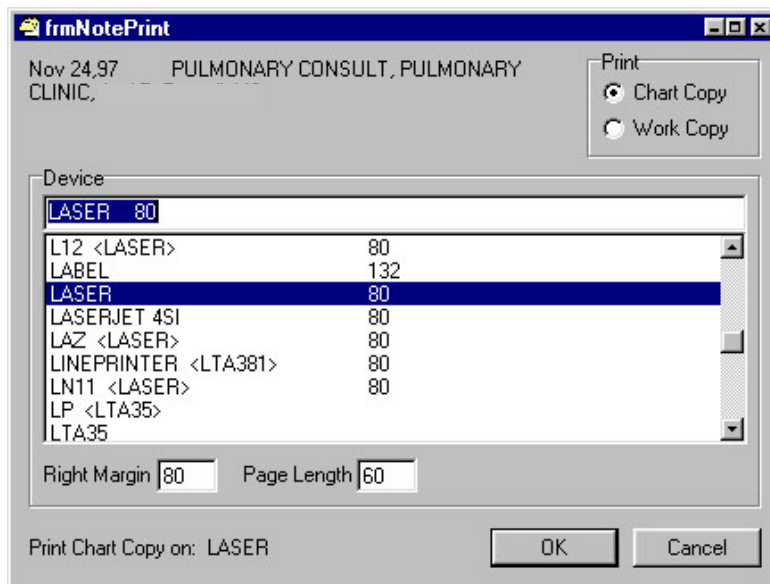 frmNotePrint
Nov 24,97 PULMONARY CONSULT, PULMONARY
CLINIC,
Print
Chart Copy
Work Copy
Device
LASER 80
L12 <LASER> 80
LABEL 132
LASER 80
LASERJET 4SI 80
LAZ <LASER> 80
LINEPRINTER <LTA381> 80
LN11 <LASER> 80
LP <LTA35>
LTA35
Right Margin 80 Page Length 60
Print Chart Copy on: LASER OK Cancel